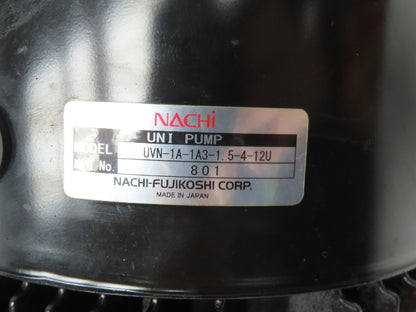 NACHi
UNI PUMP
MODEL UVN-1A-1A3-1.5-4-12U
MFG. No. 801
NACHI-FUJIKOSHI CORP.
MADE IN JAPAN